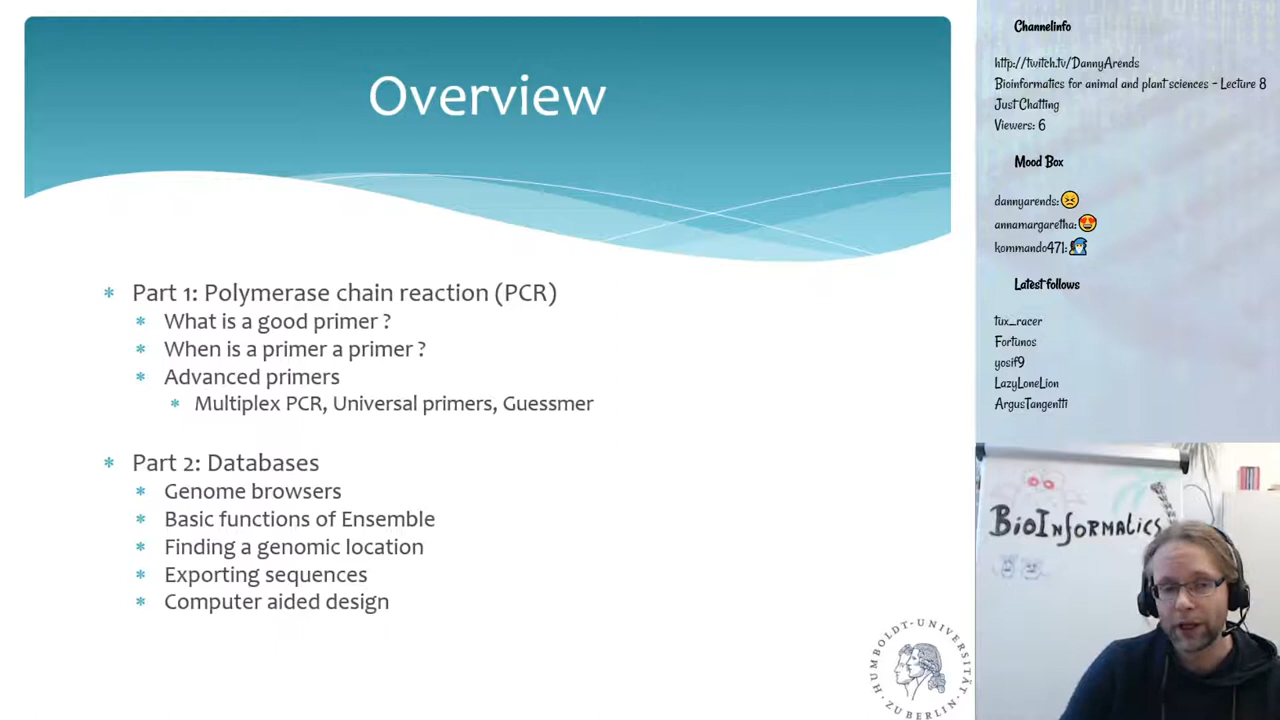 Overview
Part 1: Polymerase chain reaction (PCR)
What is a good primer ?
When is a primer a primer ?
Advanced primers
Multiplex PCR, Universal primers, Guessmer
Part 2: Databases
Genome browsers
Basic functions of Ensemble
Finding a genomic location
Exporting sequences
Computer aided design
HUMBOLDT-UNIVERSITÄT
ZU BERLIN
Channelinfo
http://twitch.tv/DannyArends
Bioinformatics for animal and plant sciences - Lecture 8
Just Chatting
Viewers: 6
Mood Box
dannyarends:
annamargaretha:
kommando471:
Latest follows
tux_racer
Fortunos
yosif9
LazyLoneLion
ArgusTangentti
BioInformatics